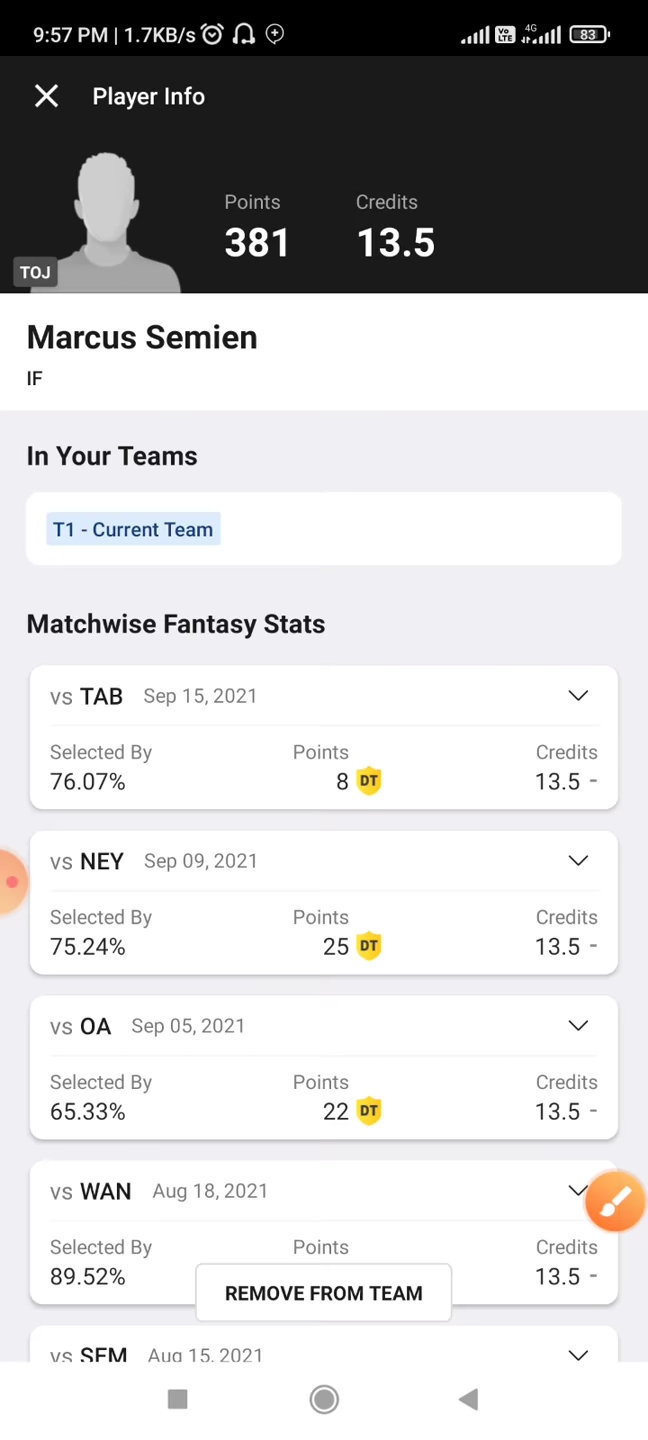 9:57 PM | 1.7KB/s
Vo LTE 4G 83
Player Info
Points Credits
381 13.5
TOJ
Marcus Semien
IF
In Your Teams
T1 - Current Team
Matchwise Fantasy Stats
vs TAB Sep 15, 2021
Selected By Points Credits
76.07% 8 DT 13.5 -
vs NEY Sep 09, 2021
Selected By Points Credits
75.24% 25 DT 13.5 -
vs OA Sep 05, 2021
Selected By Points Credits
65.33% 22 DT 13.5 -
vs WAN Aug 18, 2021
Selected By Points Credits
89.52% 13.5 -
REMOVE FROM TEAM
vs SEM Aug 15, 2021